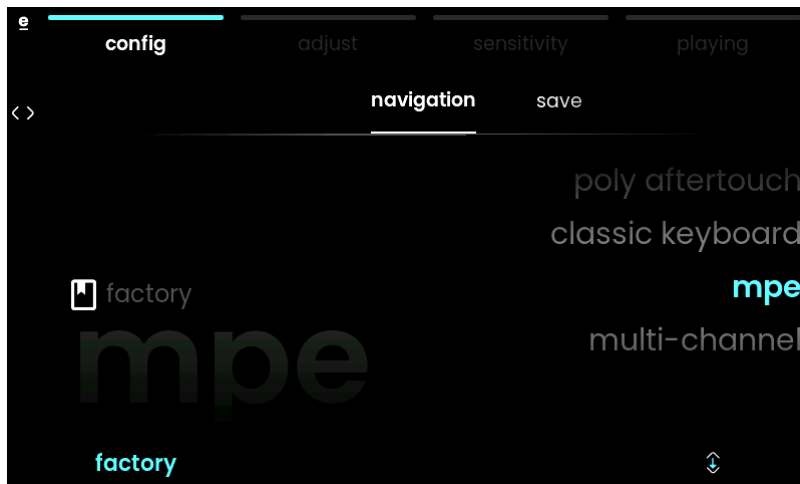 e
config
adjust
sensitivity
playing
navigation
save
poly aftertouch
classic keyboard
mpe
multi-channel
factory
mpe
factory